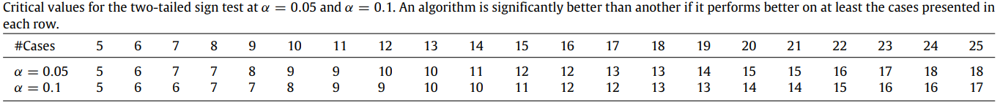 Critical values for the two-tailed sign test at α = 0.05 and α = 0.1. An algorithm is significantly better than another if it performs better on at least the cases presented in
each row.
#Cases 5 6 7 8 9 10 11 12 13 14 15 16 17 18 19 20 21 22 23 24 25
α = 0.05 5 6 7 7 8 9 9 10 10 11 12 12 13 13 14 15 15 16 17 18 18
α = 0.1 5 6 6 7 7 8 9 9 10 10 11 12 12 13 13 14 14 15 16 16 17